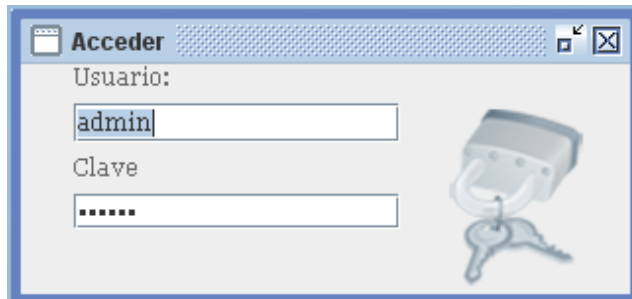 Acceder
Usuario:
admin
Clave
••••••